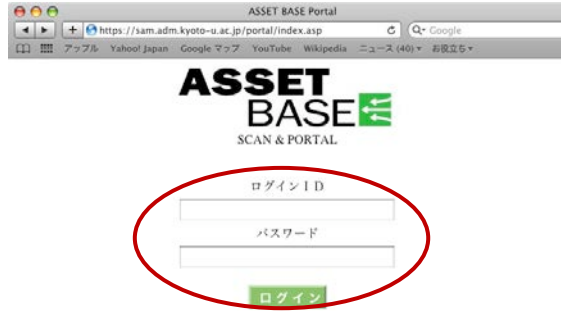 ASSET BASE Portal
https://sam.adm.kyoto-u.ac.jp/portal/index.asp
Google
アップル Yahoo! Japan Google マップ YouTube Wikipedia ニュース (40) お役立ち
ASSET
BASE
SCAN & PORTAL
ログインID
パスワード
ログイン